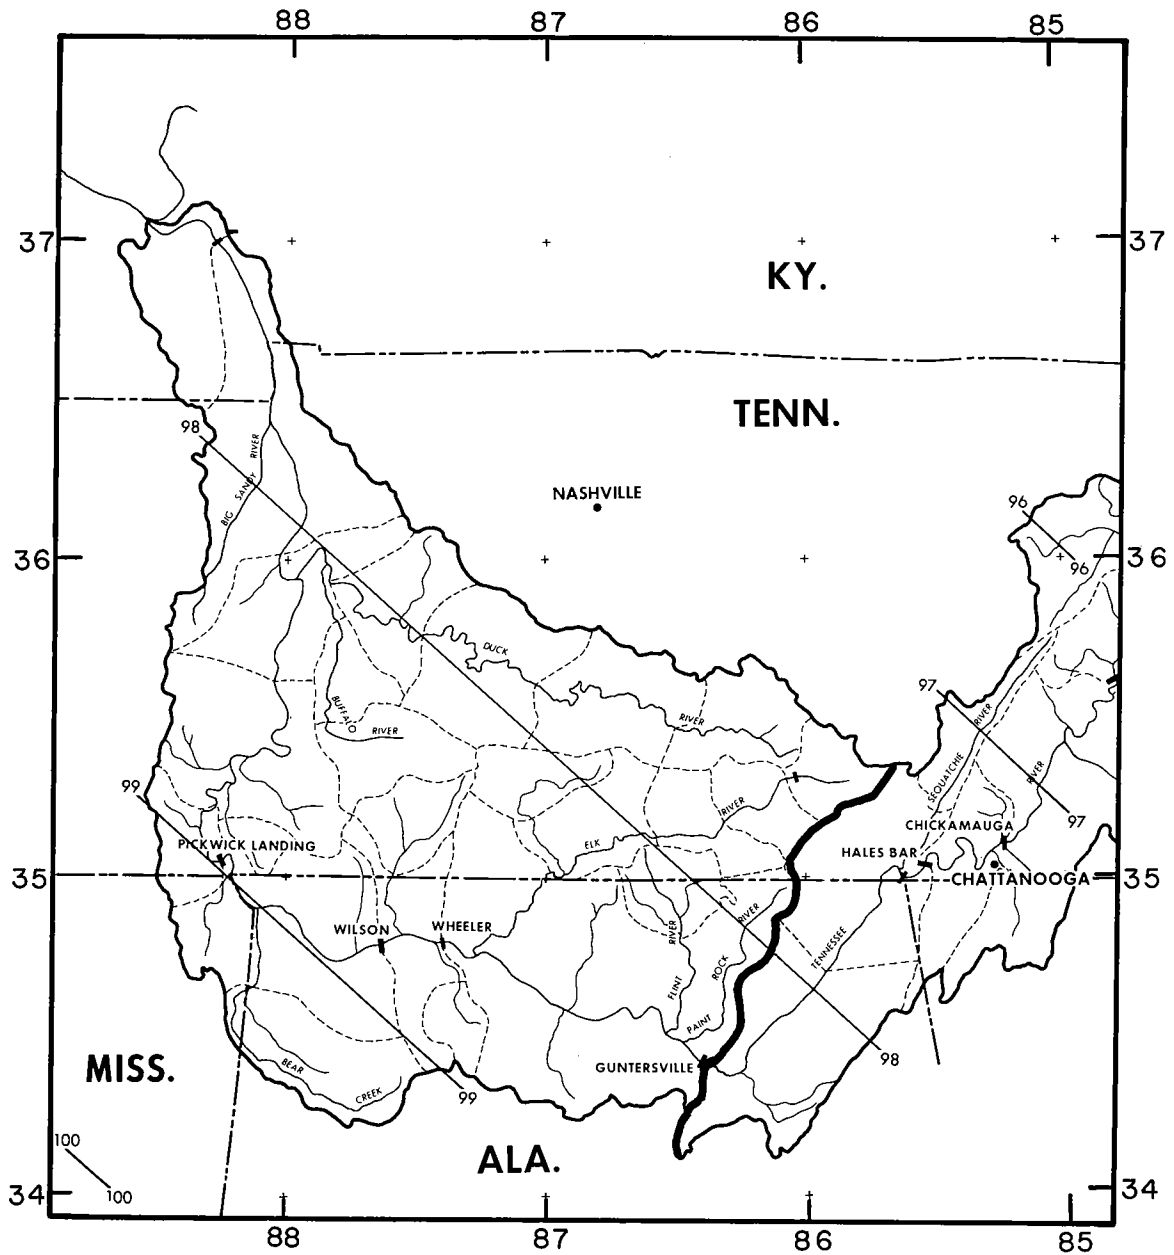 88 87 86 85
37 37
KY.
TENN.
98
NASHVILLE
96
BIG SANDY RIVER
36 36
96
DUCK
RIVER
97
BUFFALO
RIVER
SEQUATCHIE
RIVER
RIVER
99
RIVER
97
CHICKAMAUGA
PICKWICK LANDING
ELK
HALES BAR
35 CHATTANOOGA 35
WILSON WHEELER
RIVER
RIVER
TENNESSEE
FLINT
ROCK
PAINT
MISS.
BEAR
CREEK
GUNTERSVILLE
98
99
100
ALA.
100
34 34
88 87 86 85